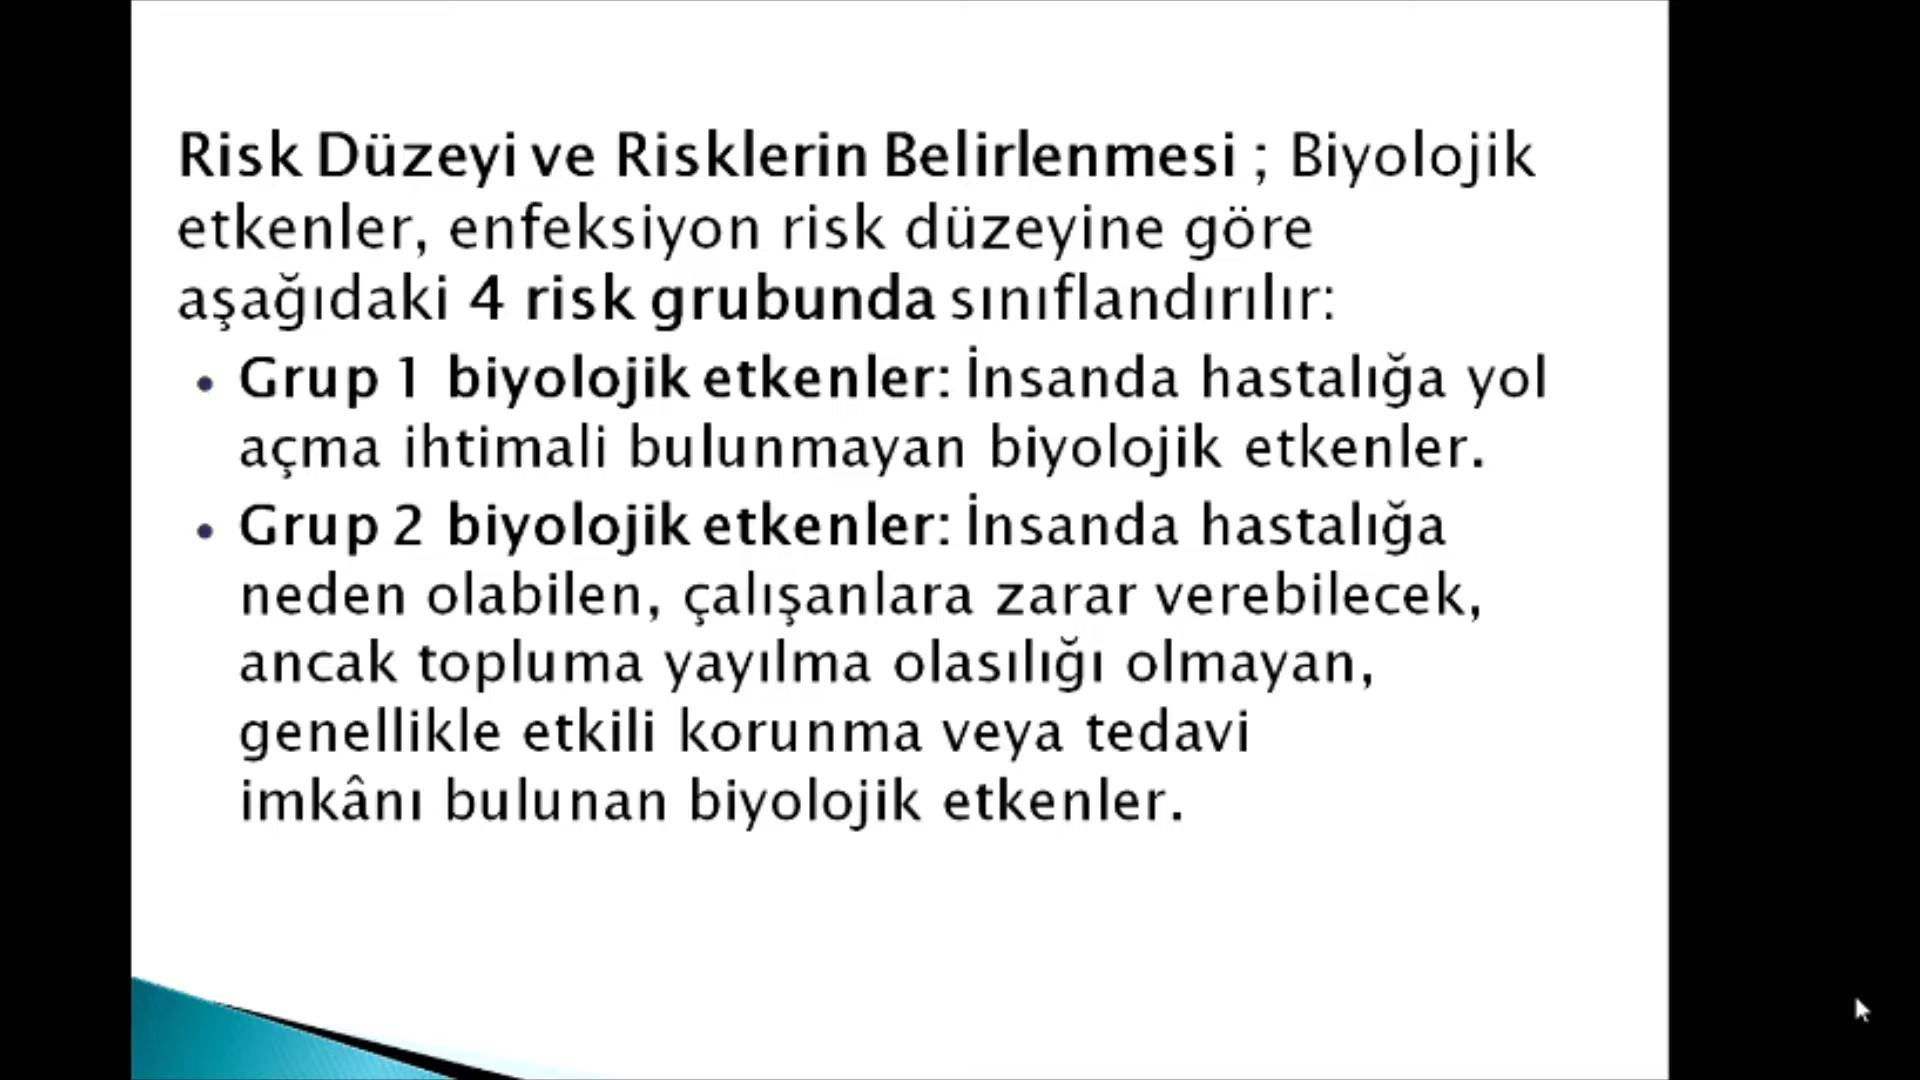 Risk Düzeyi ve Risklerin Belirlenmesi ; Biyolojik
etkenler, enfeksiyon risk düzeyine göre
aşağıdaki 4 risk grubunda sınıflandırılır:
• Grup 1 biyolojik etkenler: İnsanda hastalığa yol
açma ihtimali bulunmayan biyolojik etkenler.
• Grup 2 biyolojik etkenler: İnsanda hastalığa
neden olabilen, çalışanlara zarar verebilecek,
ancak topluma yayılma olasılığı olmayan,
genellikle etkili korunma veya tedavi
imkânı bulunan biyolojik etkenler.